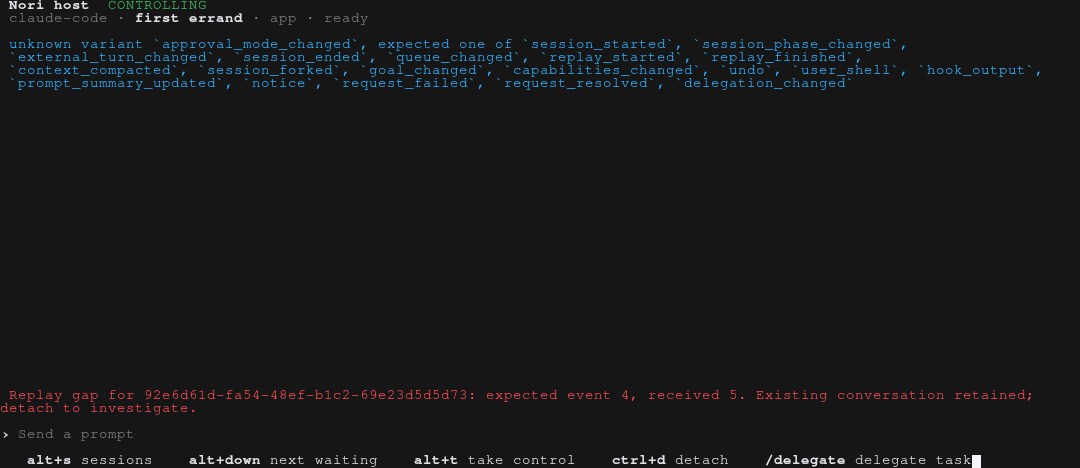 Nori host CONTROLLING
claude-code · first errand · app · ready
unknown variant `approval_mode_changed`, expected one of `session_started`, `session_phase_changed`,
`external_turn_changed`, `session_ended`, `queue_changed`, `replay_started`, `replay_finished`,
`context_compacted`, `session_forked`, `goal_changed`, `capabilities_changed`, `undo`, `user_shell`, `hook_output`,
`prompt_summary_updated`, `notice`, `request_failed`, `request_resolved`, `delegation_changed`
Replay gap for 92e6d61d-fa54-48ef-b1c2-69e23d5d5d73: expected event 4, received 5. Existing conversation retained;
detach to investigate.
› Send a prompt
alt+s sessions alt+down next waiting alt+t take control ctrl+d detach /delegate delegate task